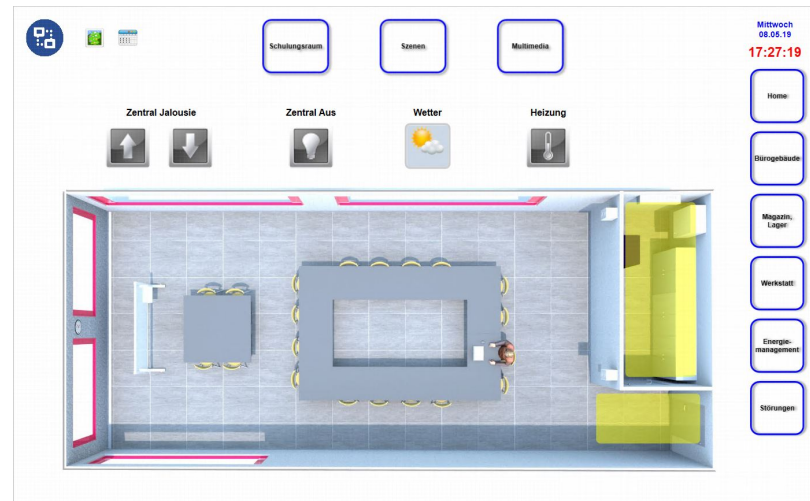 Schulungsraum
Szenen
Multimedia
Mittwoch
08.05.19
17:27:19
Zentral Jalousie
Zentral Aus
Wetter
Heizung
Home
Bürogebäude
Magazin,
Lager
Werkstatt
Energie-
management
Störungen